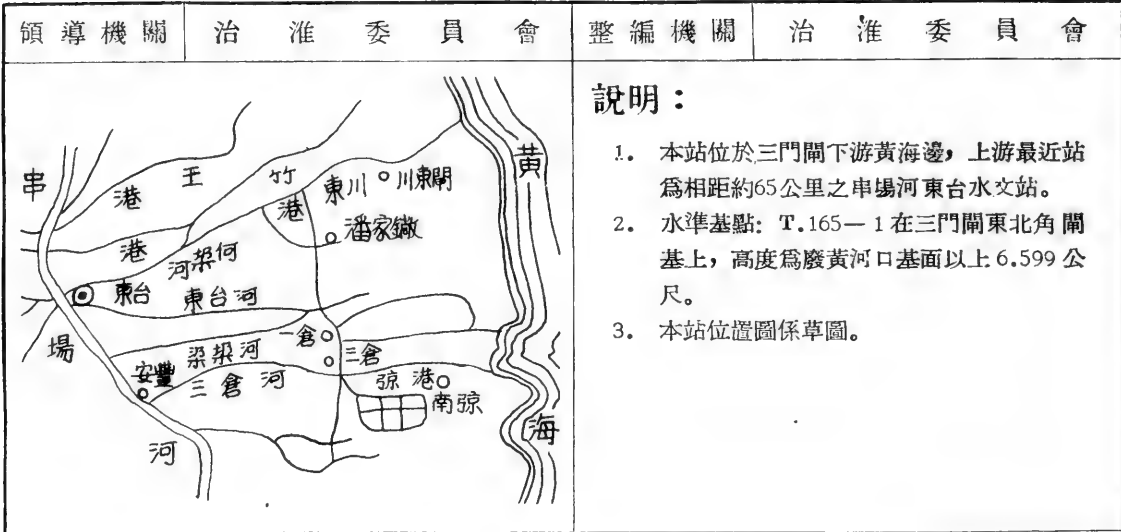 領導機關 治淮委員會 整編機關 治淮委員會
說明：
1. 本站位於三門閘下游黃海邊，上游最近站
爲相距約65公里之串場河東台水文站。
2. 水準基點：T.165—1在三門閘東北角閘
基上，高度爲廢黃河口基面以上6.599公
尺。
3. 本站位置圖係草圖。
串場河
王港
竹港
東川
川東閘
潘家鐓
港
何梁河
東台
東台河
一倉
三倉
梁梁河
安豐
三倉河
弶港
南弶
黃海